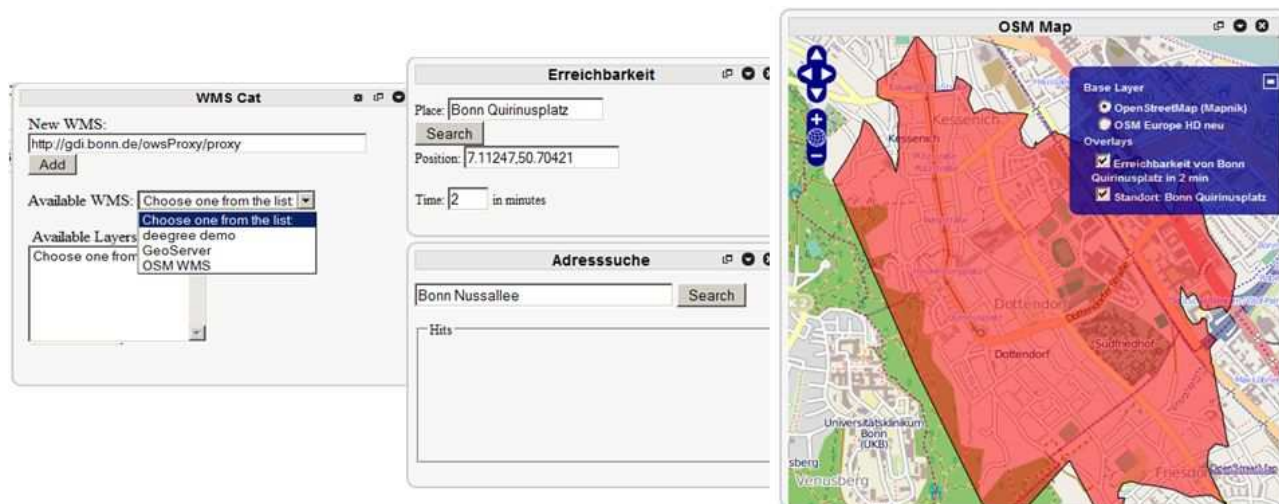 WMS Cat
New WMS:
http://gdi.bonn.de/owsProxy/proxy
Add
Available WMS: Choose one from the list
Choose one from the list
deegree demo
GeoServer
OSM WMS
Available Layers
Choose one from
Erreichbarkeit
Place: Bonn Quirinusplatz
Search
Position: 7.11247,50.70421
Time: 2 in minutes
Adresssuche
Bonn Nussallee Search
Hits
OSM Map
Base Layer
OpenStreetMap (Mapnik)
OSM Europe HD neu
Overlays
Erreichbarkeit von Bonn
Quirinusplatz in 2 min
Standort: Bonn Quirinusplatz
Kessenich
Kessenich
Dottendorf
Dottendorf
Südfriedhof
Universitätsklinikum
Bonn
(UKB)
sberg
Venusberg
Friesdorf
OpenStreetMap